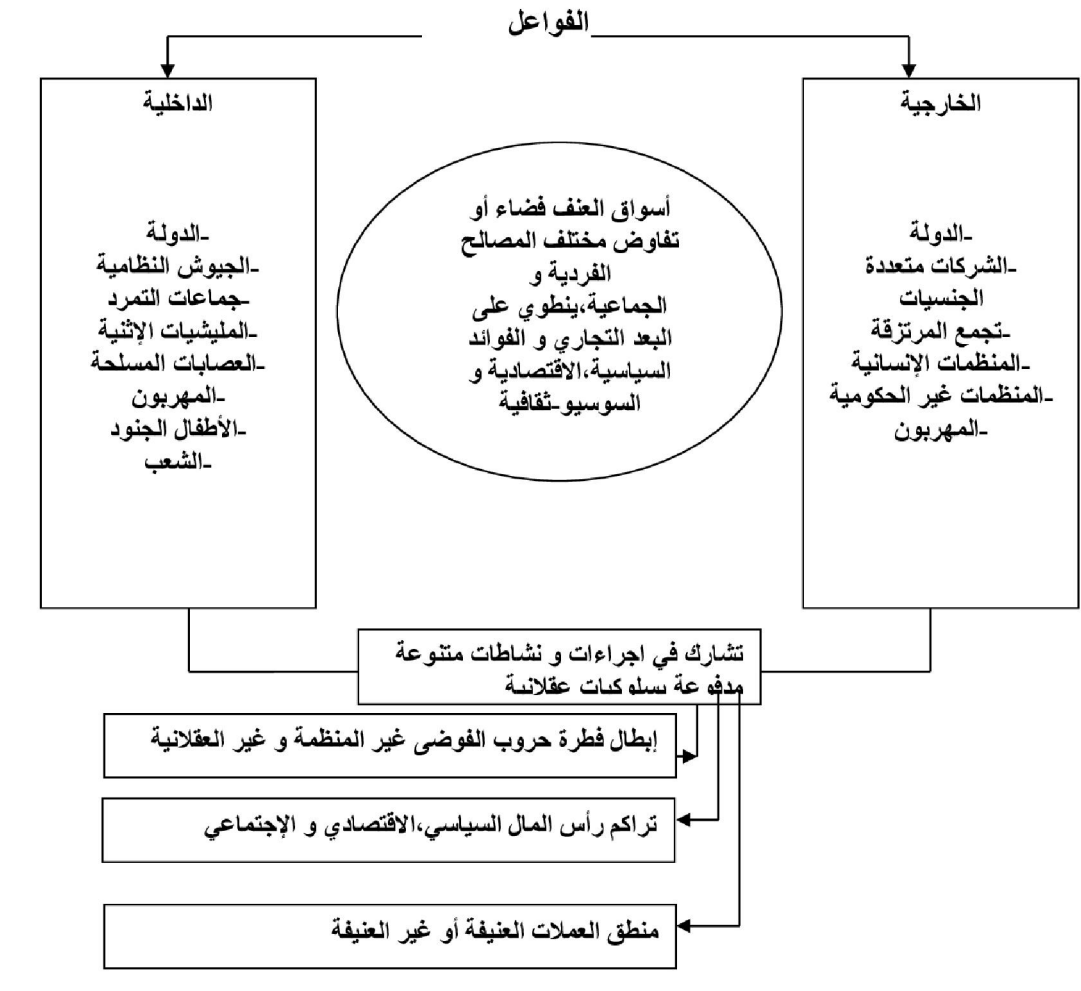 الفواعل
الخارجية
-الدولة
-الشركات متعددة
الجنسيات
-تجمع المرتزقة
-المنظمات الإنسانية
-المنظمات غير الحكومية
-المهربون
أسواق العنف فضاء أو
تفاوض مختلف المصالح
الفردية و
الجماعية،ينطوي على
البعد التجاري و الفوائد
السياسية،الاقتصادية و
السوسيو-ثقافية
الداخلية
-الدولة
-الجيوش النظامية
-جماعات التمرد
-المليشيات الإثنية
-العصابات المسلحة
-المهربون
-الأطفال الجنود
-الشعب
تشارك في اجراءات و نشاطات متنوعة
مدفوعة بسلوكيات عقلانية
إبطال فطرة حروب الفوضى غير المنظمة و غير العقلانية
تراكم رأس المال السياسي،الاقتصادي و الإجتماعي
منطق العملات العنيفة أو غير العنيفة